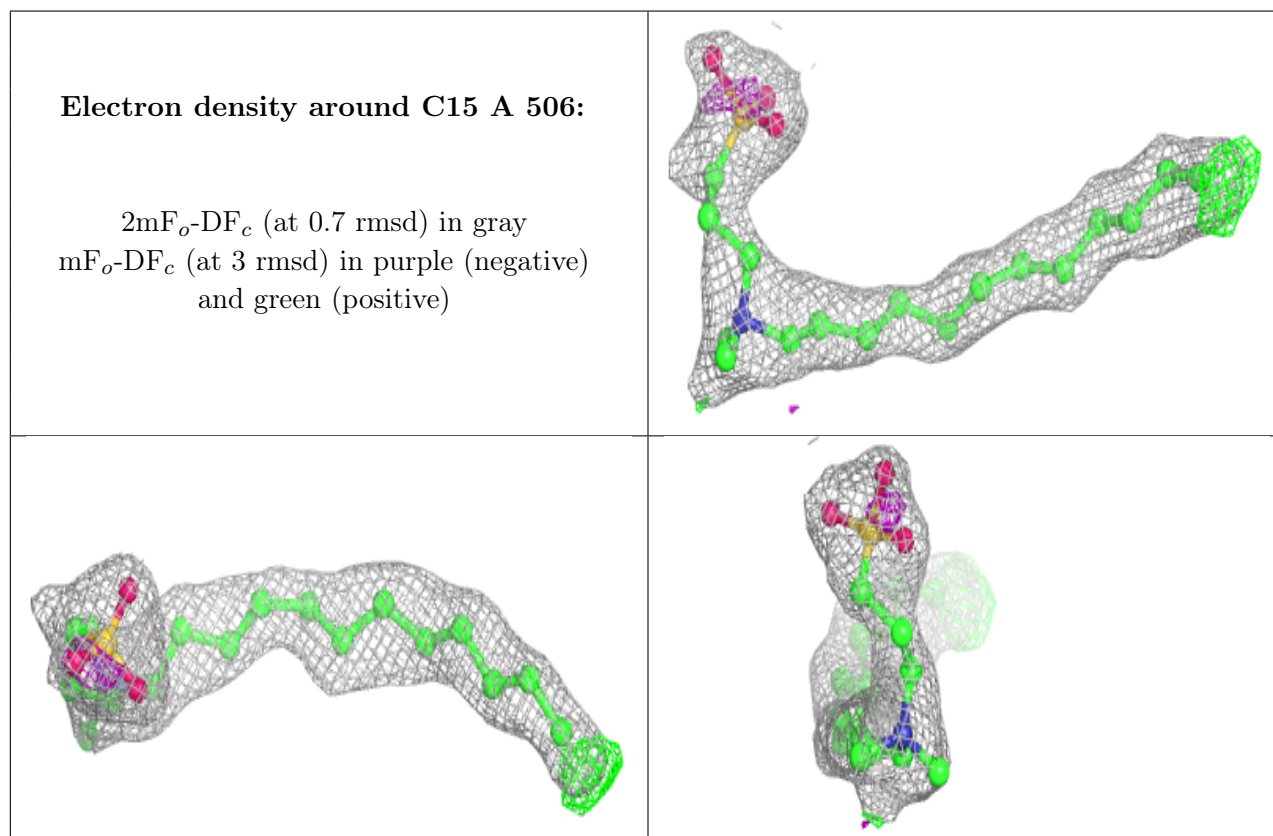 Electron density around C15 A 506:
2mFo-DFc (at 0.7 rmsd) in gray
mFo-DFc (at 3 rmsd) in purple (negative)
and green (positive)